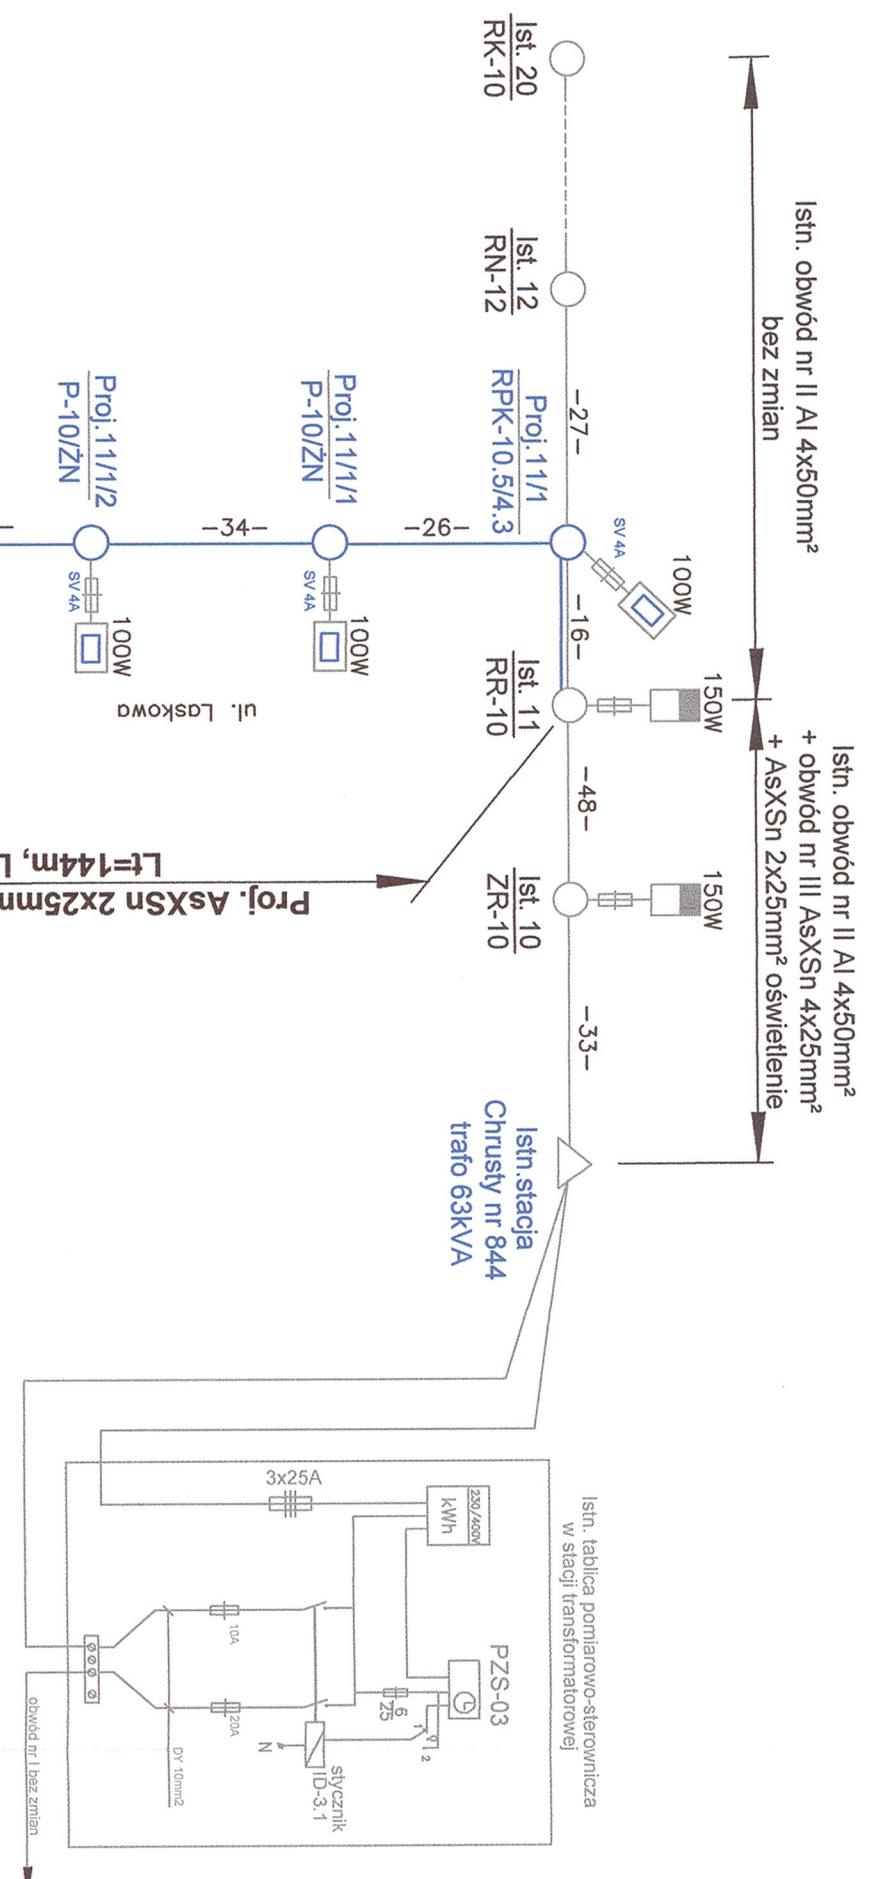 Istn. obwód nr II Al 4x50mm²
bez zmian
Istn. obwód nr II Al 4x50mm²
+ obwód nr III AsXSn 4x25mm²
+ AsXSn 2x25mm² oświetlenie
Ist. 20
RK-10
Ist. 12
RN-12
-27-
Proj.11/1
RPK-10.5/4.3
SV 4A
100W
-16-
Ist. 11
RR-10
150W
-48-
Ist. 10
ZR-10
150W
-33-
Istn.stacja
Chrusty nr 844
trafo 63kVA
-26-
Proj.11/1/1
P-10/ŻN
SV 4A
100W
-34-
Proj.11/1/2
P-10/ŻN
SV 4A
100W
ul. Laskowa
Proj. AsXSn 2x25mm
Lt=144m, L
Istn. tablica pomiarowo-sterownicza
w stacji transformatorowej
3x25A
230/400V
kWh
PZS-03
6
25
1
2
stycznik
ID-3.1
N
10A
20A
DY 10mm2
obwód nr I bez zmian